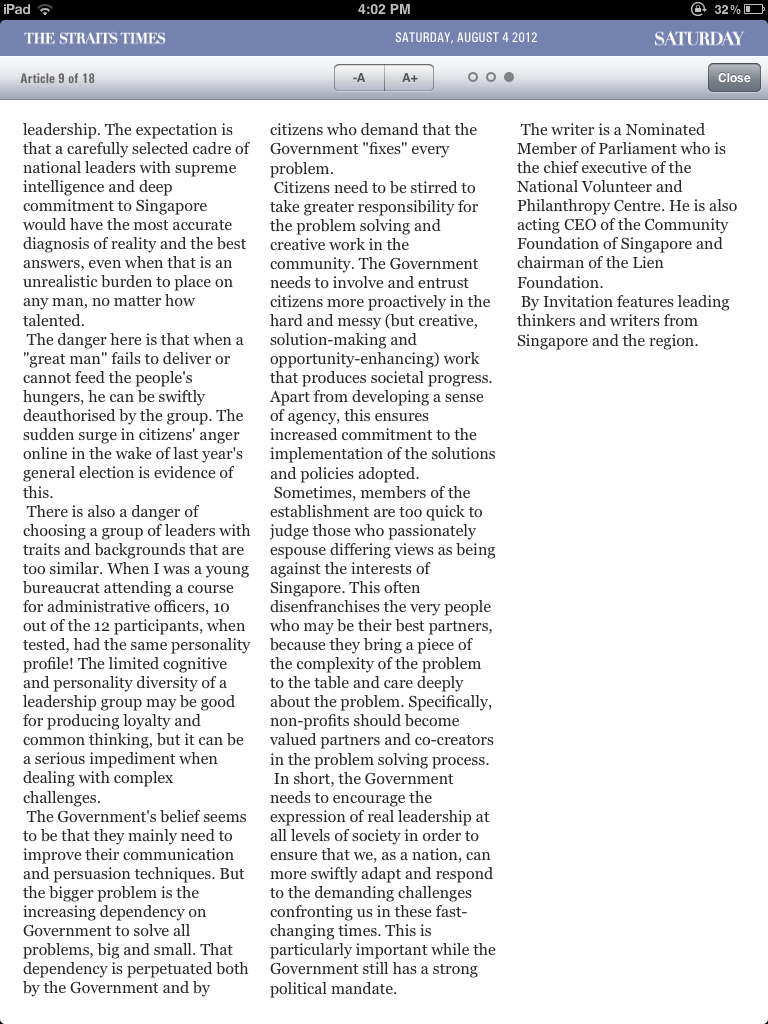 iPad 4:02 PM 32%
THE STRAITS TIMES SATURDAY, AUGUST 4 2012 SATURDAY
Article 9 of 18 -A A+ Close
leadership. The expectation is
that a carefully selected cadre of
national leaders with supreme
intelligence and deep
commitment to Singapore
would have the most accurate
diagnosis of reality and the best
answers, even when that is an
unrealistic burden to place on
any man, no matter how
talented.
The danger here is that when a
"great man" fails to deliver or
cannot feed the people's
hungers, he can be swiftly
deauthorised by the group. The
sudden surge in citizens' anger
online in the wake of last year's
general election is evidence of
this.
There is also a danger of
choosing a group of leaders with
traits and backgrounds that are
too similar. When I was a young
bureaucrat attending a course
for administrative officers, 10
out of the 12 participants, when
tested, had the same personality
profile! The limited cognitive
and personality diversity of a
leadership group may be good
for producing loyalty and
common thinking, but it can be
a serious impediment when
dealing with complex
challenges.
The Government's belief seems
to be that they mainly need to
improve their communication
and persuasion techniques. But
the bigger problem is the
increasing dependency on
Government to solve all
problems, big and small. That
dependency is perpetuated both
by the Government and by
citizens who demand that the
Government "fixes" every
problem.
Citizens need to be stirred to
take greater responsibility for
the problem solving and
creative work in the
community. The Government
needs to involve and entrust
citizens more proactively in the
hard and messy (but creative,
solution-making and
opportunity-enhancing) work
that produces societal progress.
Apart from developing a sense
of agency, this ensures
increased commitment to the
implementation of the solutions
and policies adopted.
Sometimes, members of the
establishment are too quick to
judge those who passionately
espouse differing views as being
against the interests of
Singapore. This often
disenfranchises the very people
who may be their best partners,
because they bring a piece of
the complexity of the problem
to the table and care deeply
about the problem. Specifically,
non-profits should become
valued partners and co-creators
in the problem solving process.
In short, the Government
needs to encourage the
expression of real leadership at
all levels of society in order to
ensure that we, as a nation, can
more swiftly adapt and respond
to the demanding challenges
confronting us in these fast-
changing times. This is
particularly important while the
Government still has a strong
political mandate.
The writer is a Nominated
Member of Parliament who is
the chief executive of the
National Volunteer and
Philanthropy Centre. He is also
acting CEO of the Community
Foundation of Singapore and
chairman of the Lien
Foundation.
By Invitation features leading
thinkers and writers from
Singapore and the region.